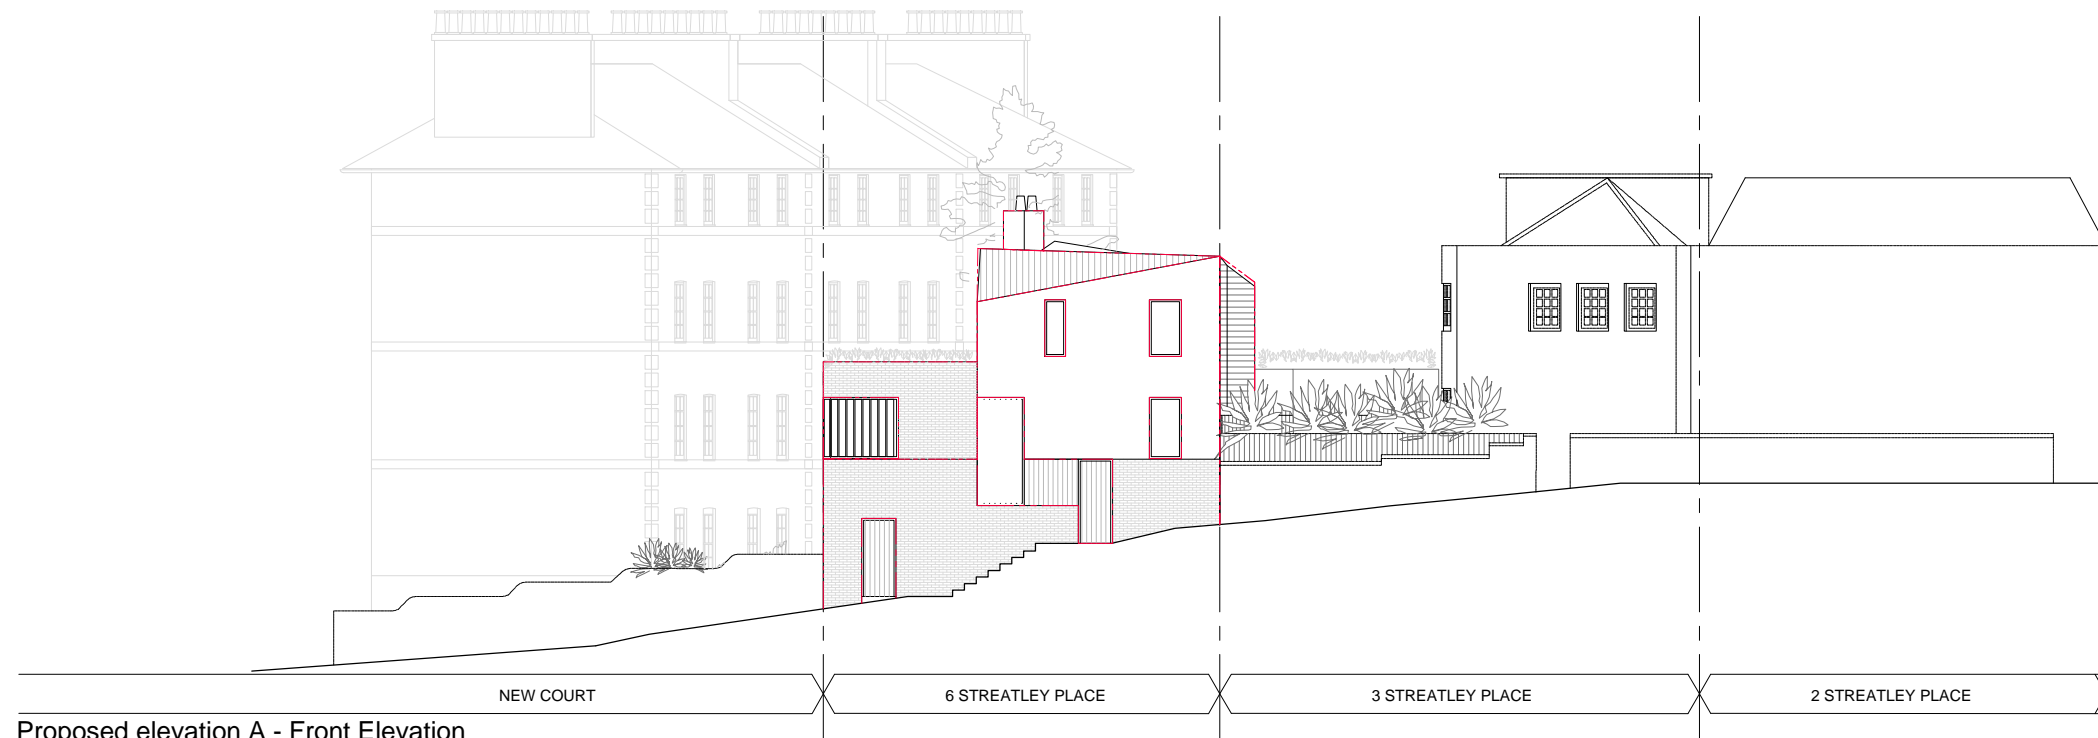 NEW COURT
6 STREATLEY PLACE
3 STREATLEY PLACE
2 STREATLEY PLACE
Proposed elevation A - Front Elevation